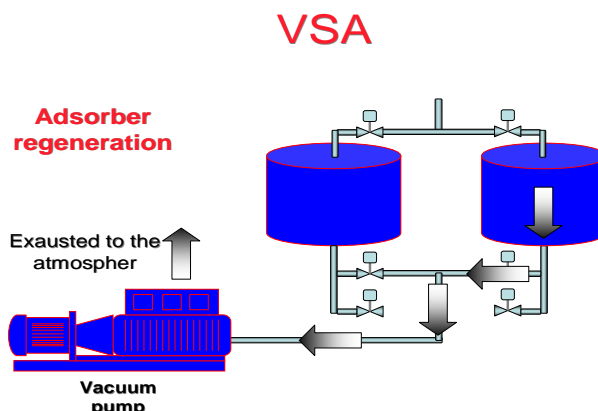 VSA
Adsorber
regeneration
Exausted to the
atmospher
Vacuum
pump